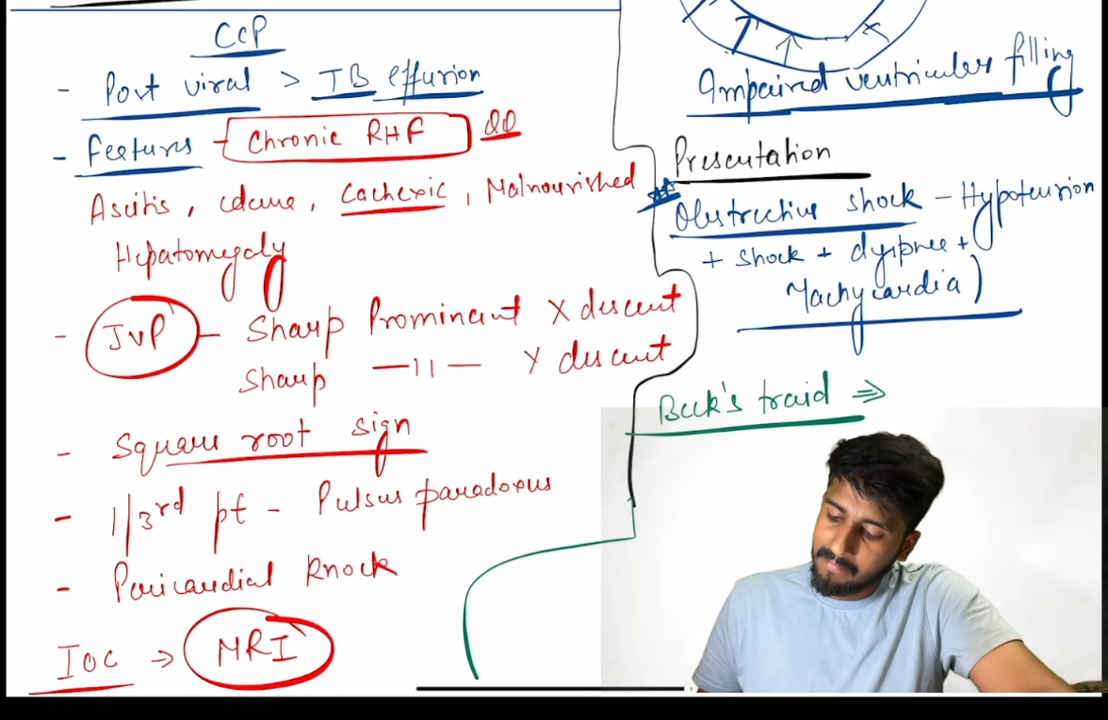 CCP
- Post viral > TB effusion
- Features - Chronic RHF
Ascitis, edema, Cachexic, Malnourished
Hepatomegaly
- JVP - Sharp Prominant X descent
Sharp —11— Y descent
- Square root sign
- 1/3rd pt - Pulsus paradoxus
- Pericardial Knock
IOC → MRI
Impaired ventricular filling
Presentation
Obstructive shock - Hypotension
+ shock + dyspnea +
Tachycardia)
Beck's traid ⇒